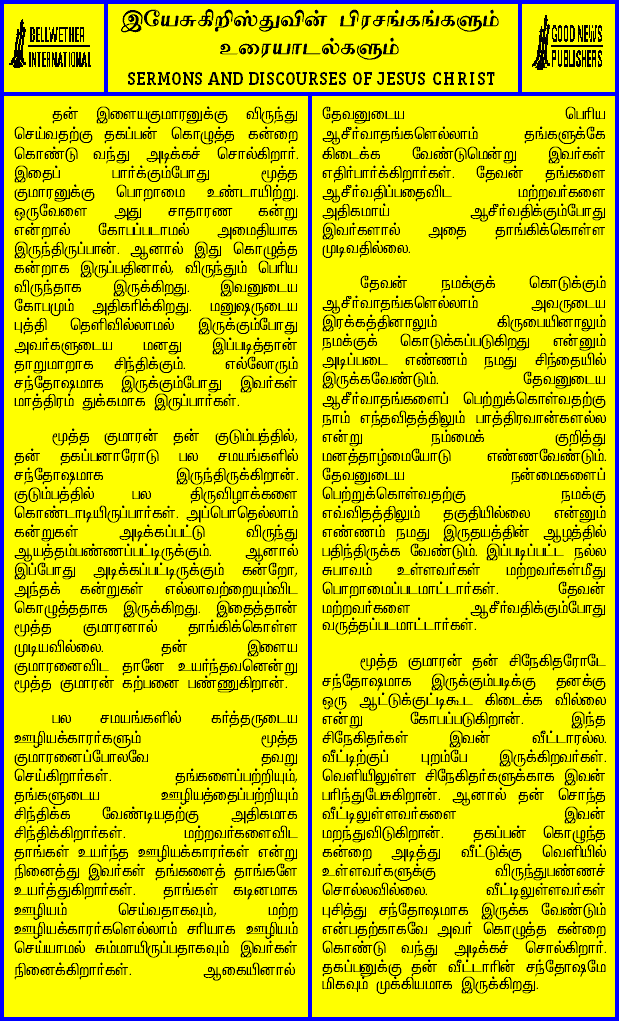 BELLWETHER
INTERNATIONAL
இயேசுகிறிஸ்துவின் பிரசங்கங்களும்
உரையாடல்களும்
SERMONS AND DISCOURSES OF JESUS CHRIST
GOOD NEWS
PUBLISHERS
தன் இளையகுமாரனுக்கு விருந்து
செய்வதற்கு தகப்பன் கொழுத்த கன்றை
கொண்டு வந்து அடிக்கச் சொல்கிறார்.
இதைப் பார்க்கும்போது மூத்த
குமாரனுக்கு பொறாமை உண்டாயிற்று.
ஒருவேளை அது சாதாரண கன்று
என்றால் கோபப்படாமல் அமைதியாக
இருந்திருப்பான். ஆனால் இது கொழுத்த
கன்றாக இருப்பதினால், விருந்தும் பெரிய
விருந்தாக இருக்கிறது. இவனுடைய
கோபமும் அதிகரிக்கிறது. மனுஷருடைய
புத்தி தெளிவில்லாமல் இருக்கும்போது
அவர்களுடைய மனது இப்படித்தான்
தாறுமாறாக சிந்திக்கும். எல்லோரும்
சந்தோஷமாக இருக்கும்போது இவர்கள்
மாத்திரம் துக்கமாக இருப்பார்கள்.
மூத்த குமாரன் தன் குடும்பத்தில்,
தன் தகப்பனாரோடு பல சமயங்களில்
சந்தோஷமாக இருந்திருக்கிறான்.
குடும்பத்தில் பல திருவிழாக்களை
கொண்டாடியிருப்பார்கள். அப்பொதெல்லாம்
கன்றுகள் அடிக்கப்பட்டு விருந்து
ஆயத்தம்பண்ணப்பட்டிருக்கும். ஆனால்
இப்போது அடிக்கப்பட்டிருக்கும் கன்றோ,
அந்தக் கன்றுகள் எல்லாவற்றையும்விட
கொழுத்ததாக இருக்கிறது. இதைத்தான்
மூத்த குமாரனால் தாங்கிக்கொள்ள
முடியவில்லை. தன் இளைய
குமாரனைவிட தானே உயர்ந்தவனென்று
மூத்த குமாரன் கற்பனை பண்ணுகிறான்.
பல சமயங்களில் கர்த்தருடைய
ஊழியக்காரர்களும் மூத்த
குமாரனைப்போலவே தவறு
செய்கிறார்கள். தங்களைப்பற்றியும்,
தங்களுடைய ஊழியத்தைப்பற்றியும்
சிந்திக்க வேண்டியதற்கு அதிகமாக
சிந்திக்கிறார்கள். மற்றவர்களைவிட
தாங்கள் உயர்ந்த ஊழியக்காரர்கள் என்று
நினைத்து இவர்கள் தங்களைத் தாங்களே
உயர்த்துகிறார்கள். தாங்கள் கடினமாக
ஊழியம் செய்வதாகவும், மற்ற
ஊழியக்காரர்களெல்லாம் சரியாக ஊழியம்
செய்யாமல் சும்மாயிருப்பதாகவும் இவர்கள்
நினைக்கிறார்கள். ஆகையினால்
தேவனுடைய பெரிய
ஆசீர்வாதங்களெல்லாம் தங்களுக்கே
கிடைக்க வேண்டுமென்று இவர்கள்
எதிர்பார்க்கிறார்கள். தேவன் தங்களை
ஆசீர்வதிப்பதைவிட மற்றவர்களை
அதிகமாய் ஆசீர்வதிக்கும்போது
இவர்களால் அதை தாங்கிக்கொள்ள
முடிவதில்லை.
தேவன் நமக்குக் கொடுக்கும்
ஆசீர்வாதங்களெல்லாம் அவருடைய
இரக்கத்தினாலும் கிருபையினாலும்
நமக்குக் கொடுக்கப்படுகிறது என்னும்
அடிப்படை எண்ணம் நமது சிந்தையில்
இருக்கவேண்டும். தேவனுடைய
ஆசீர்வாதங்களைப் பெற்றுக்கொள்வதற்கு
நாம் எந்தவிதத்திலும் பாத்திரவான்களல்ல
என்று நம்மைக் குறித்து
மனத்தாழ்மையோடு எண்ணவேண்டும்.
தேவனுடைய நன்மைகளைப்
பெற்றுக்கொள்வதற்கு நமக்கு
எவ்விதத்திலும் தகுதியில்லை என்னும்
எண்ணம் நமது இருதயத்தின் ஆழத்தில்
பதிந்திருக்க வேண்டும். இப்படிப்பட்ட நல்ல
சுபாவம் உள்ளவர்கள் மற்றவர்கள்மீது
பொறாமைப்படமாட்டார்கள். தேவன்
மற்றவர்களை ஆசீர்வதிக்கும்போது
வருத்தப்படமாட்டார்கள்.
மூத்த குமாரன் தன் சிநேகிதரோடே
சந்தோஷமாக இருக்கும்படிக்கு தனக்கு
ஒரு ஆட்டுக்குட்டிகூட கிடைக்க வில்லை
என்று கோபப்படுகிறான். இந்த
சிநேகிதர்கள் இவன் வீட்டாரல்ல.
வீட்டிற்குப் புறம்பே இருக்கிறவர்கள்.
வெளியிலுள்ள சிநேகிதர்களுக்காக இவன்
பரிந்துபேசுகிறான். ஆனால் தன் சொந்த
வீட்டிலுள்ளவர்களை இவன்
மறந்துவிடுகிறான். தகப்பன் கொழுந்த
கன்றை அடித்து வீட்டுக்கு வெளியில்
உள்ளவர்களுக்கு விருந்துபண்ணச்
சொல்லவில்லை. வீட்டிலுள்ளவர்கள்
புசித்து சந்தோஷமாக இருக்க வேண்டும்
என்பதற்காகவே அவர் கொழுத்த கன்றை
கொண்டு வந்து அடிக்கச் சொல்கிறார்.
தகப்பனுக்கு தன் வீட்டாரின் சந்தோஷமே
மிகவும் முக்கியமாக இருக்கிறது.